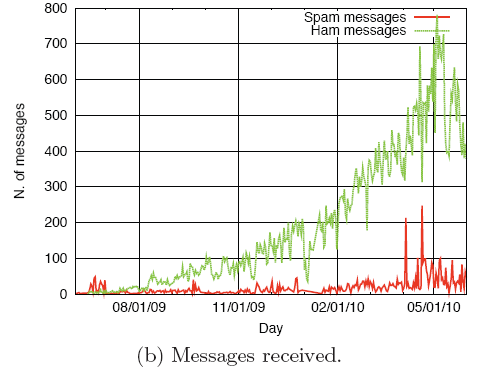 800
700
600
500
400
300
200
100
0
N. of messages
Spam messages
Ham messages
08/01/09 11/01/09 02/01/10 05/01/10
Day
(b) Messages received.